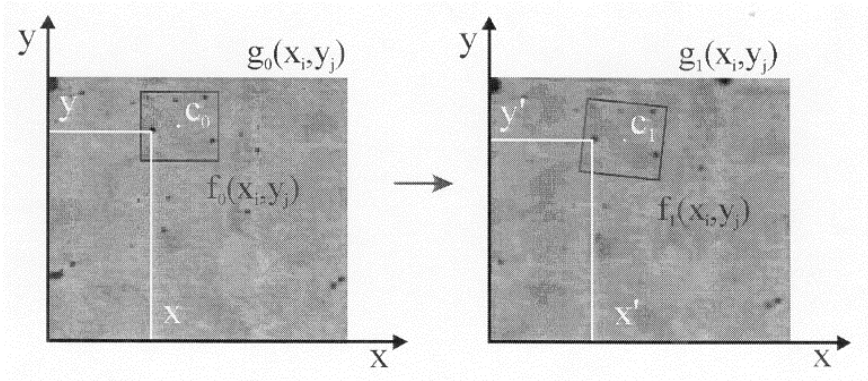 y
g₀(xᵢ,yⱼ)
y
c₀
f₀(xᵢ,yⱼ)
x
x
y
g₁(xᵢ,yⱼ)
y'
c₁
f₁(xᵢ,yⱼ)
x'
x